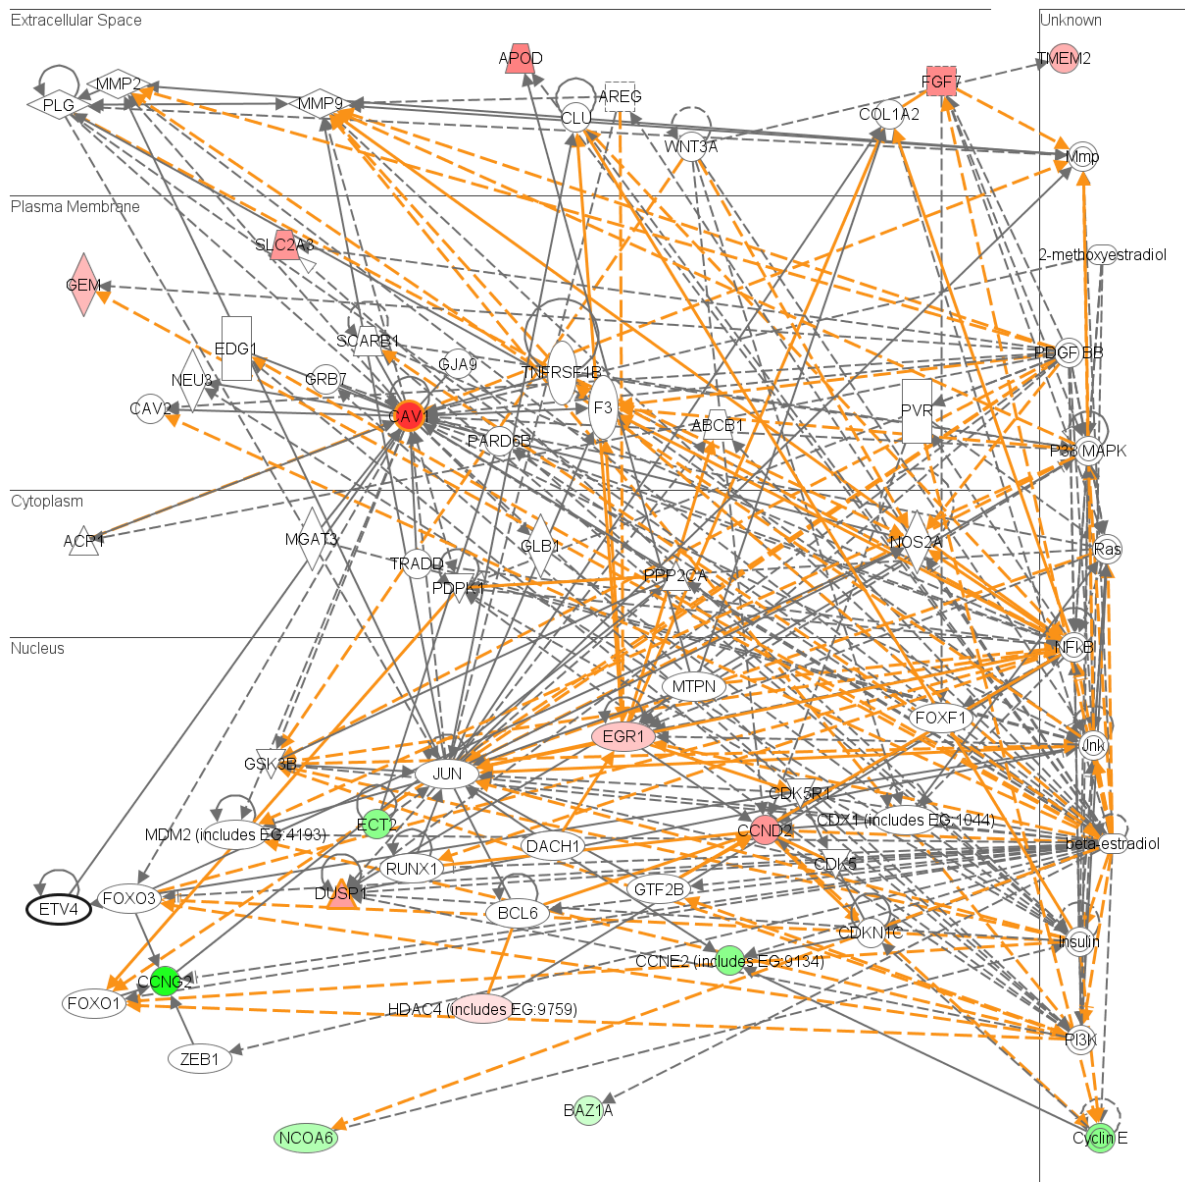 Extracellular Space
Unknown
APOD
TMEM2
MMP2
FGF7
PLG
MMP9
AREG
CLU
COL1A2
WNT3A
Mmp
Plasma Membrane
SLC2A3
2-methoxyestradiol
GEM
EDG1
SCARB1
PDGF BB
GJA9
TNFRSF1B
NEU3
GRB7
CAV2
CAV1
F3
PVR
ABCB1
PARD6B
P38 MAPK
Cytoplasm
ACP1
MGAT3
GLB1
NOS2A
Ras
TRADD
PPP2CA
PDPK1
Nucleus
NFkB
MTPN
FOXF1
EGR1
Jnk
GSK3B
JUN
CDK5R1
ECT2
MDM2 (includes EG:4193)
CCND2
CDX1 (includes EG:1044)
DACH1
beta-estradiol
RUNX1
CDK5
DUSP1
GTF2B
FOXO3
ETV4
BCL6
CDKN1C
Insulin
CCNE2 (includes EG:9134)
CCNG2
FOXO1
HDAC4 (includes EG:9759)
PI3K
ZEB1
BAZ1A
NCOA6
Cyclin E